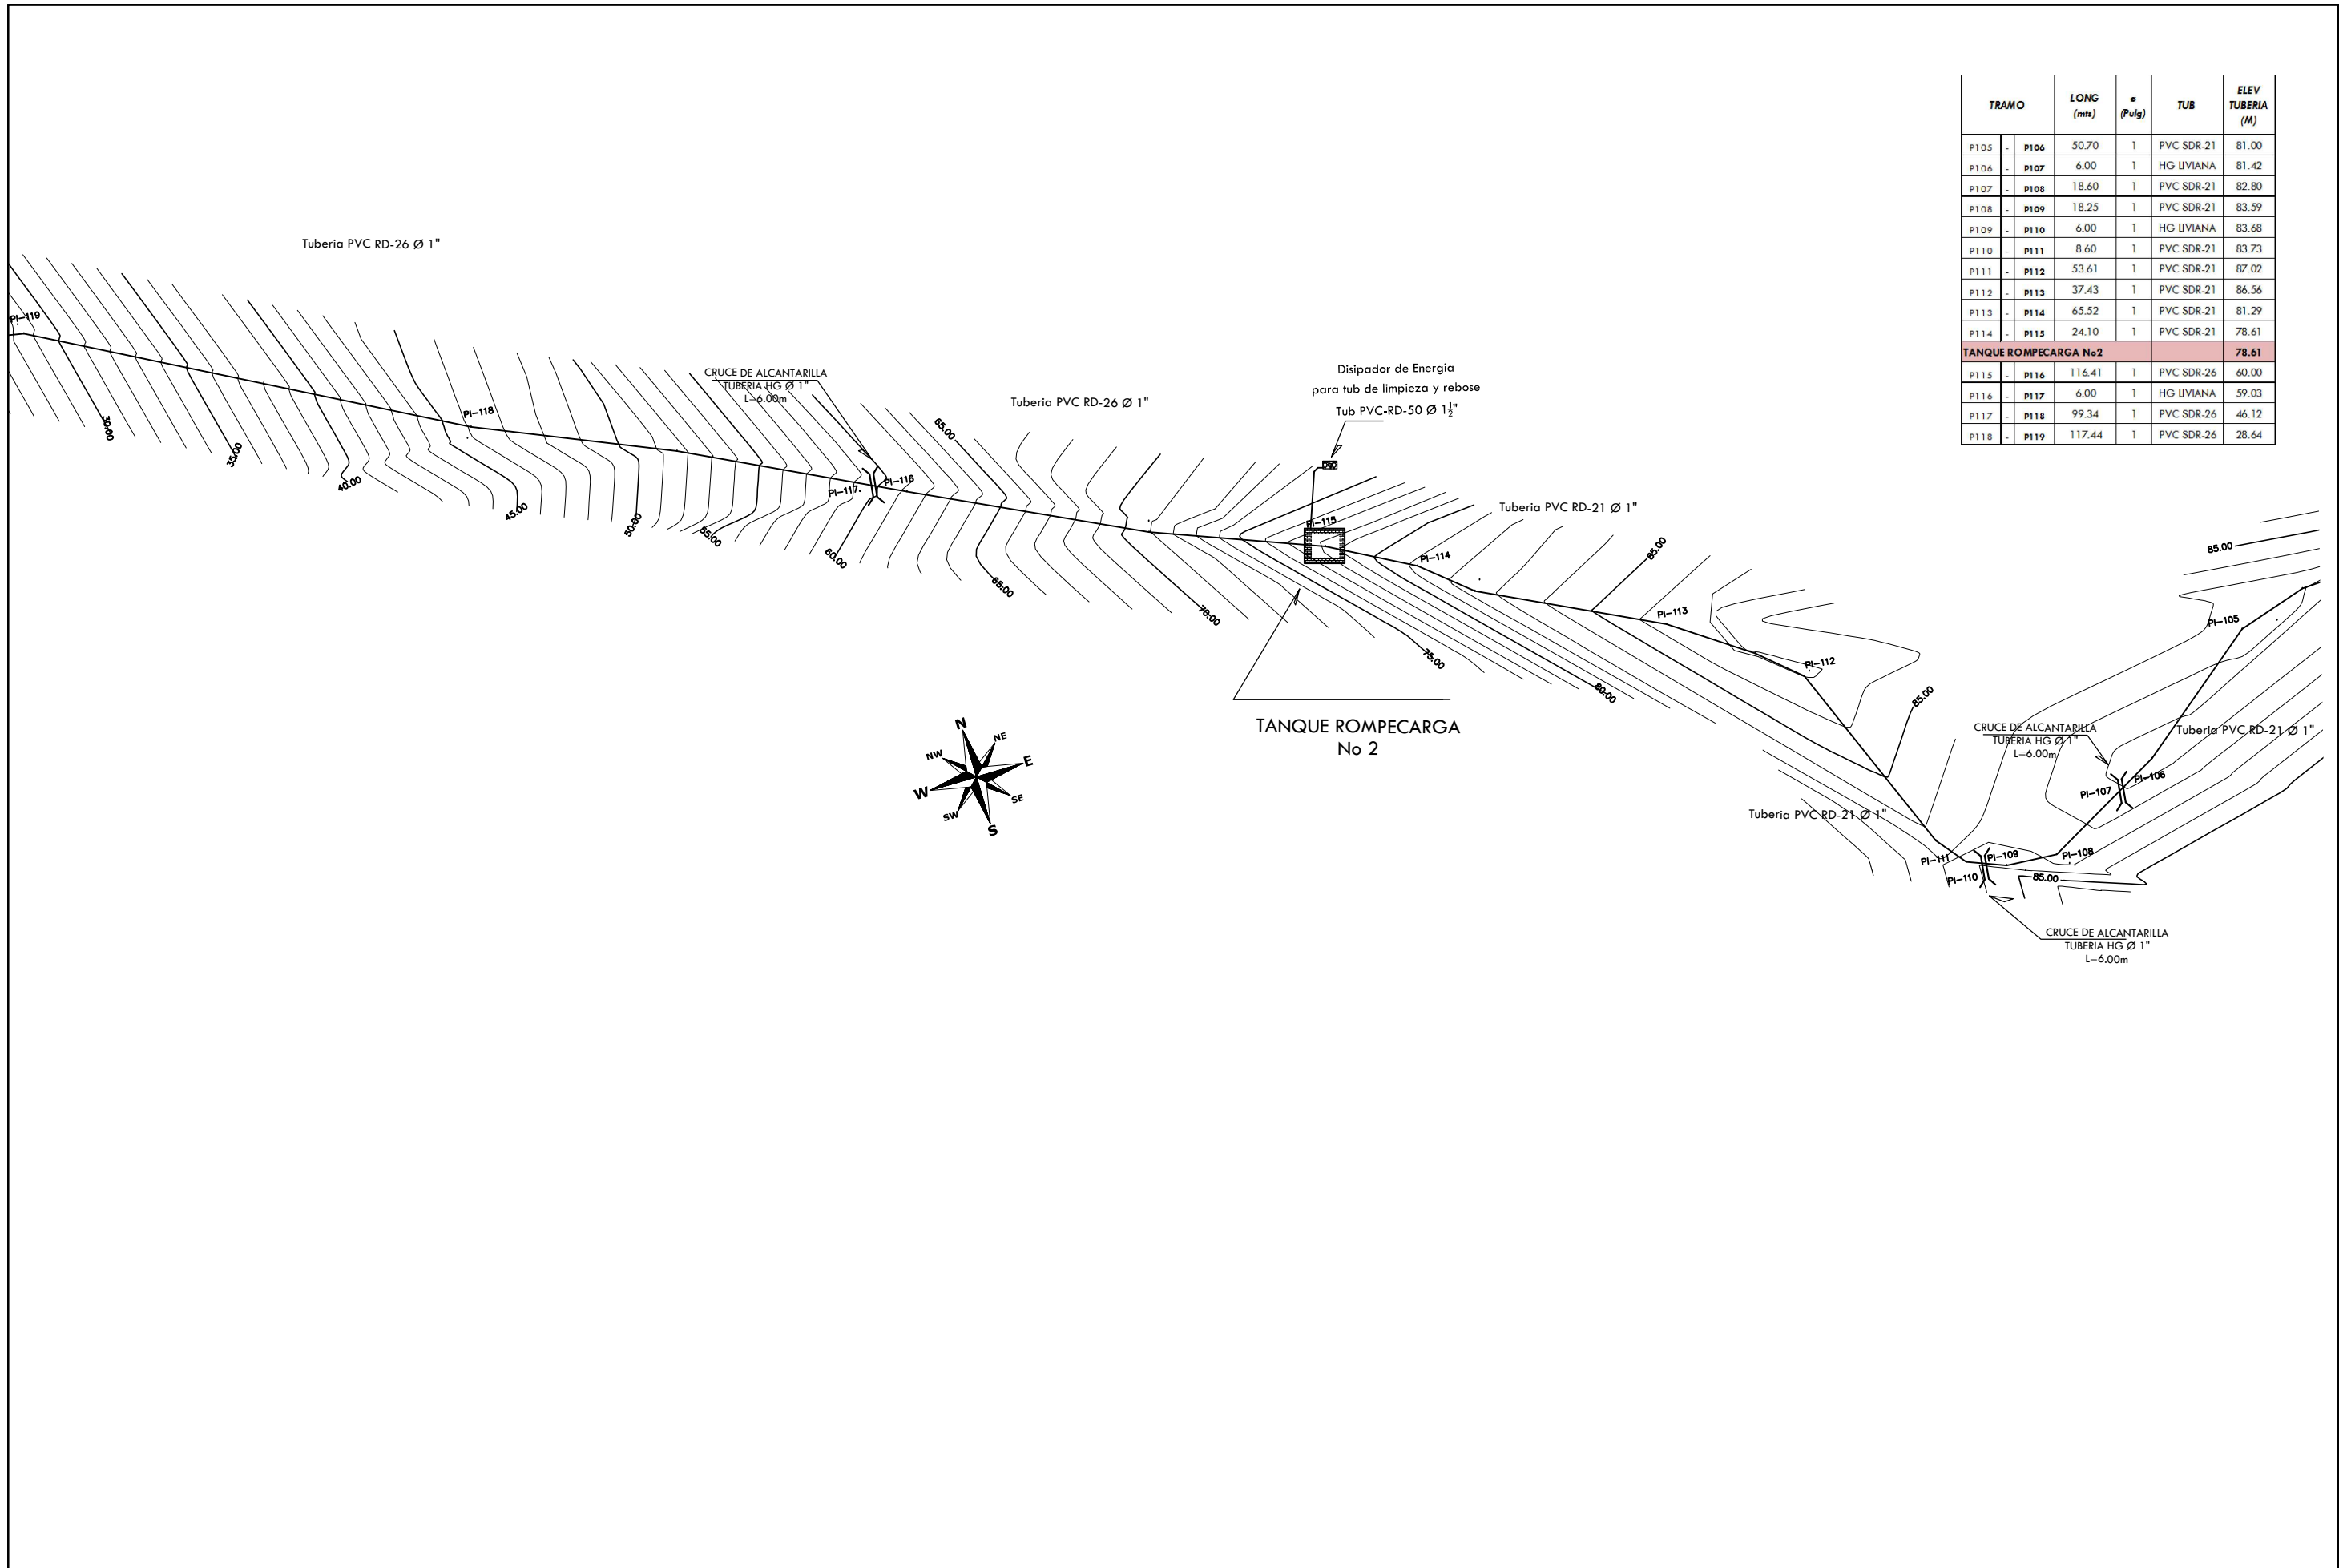 TRAMO LONG (mts) ø (Pulg) TUB ELEV TUBERIA (M)
P105 - P106 50.70 1 PVC SDR-21 81.00
P106 - P107 6.00 1 HG LIVIANA 81.42
P107 - P108 18.60 1 PVC SDR-21 82.80
P108 - P109 18.25 1 PVC SDR-21 83.59
P109 - P110 6.00 1 HG LIVIANA 83.68
P110 - P111 8.60 1 PVC SDR-21 83.73
P111 - P112 53.61 1 PVC SDR-21 87.02
P112 - P113 37.43 1 PVC SDR-21 86.56
P113 - P114 65.52 1 PVC SDR-21 81.29
P114 - P115 24.10 1 PVC SDR-21 78.61
TANQUE ROMPECARGA No2 78.61
P115 - P116 116.41 1 PVC SDR-26 60.00
P116 - P117 6.00 1 HG LIVIANA 59.03
P117 - P118 99.34 1 PVC SDR-26 46.12
P118 - P119 117.44 1 PVC SDR-26 28.64
Tuberia PVC RD-26 Ø 1"
PI-119
30.00
35.00
40.00
PI-118
45.00
50.00
55.00
CRUCE DE ALCANTARILLA
TUBERIA HG Ø 1"
L=6.00m
PI-117
PI-116
60.00
65.00
65.00
Tuberia PVC RD-26 Ø 1"
70.00
Disipador de Energia
para tub de limpieza y rebose
Tub PVC-RD-50 Ø 1½"
PI-115
75.00
80.00
TANQUE ROMPECARGA
No 2
PI-114
Tuberia PVC RD-21 Ø 1"
85.00
PI-113
PI-112
85.00
Tuberia PVC RD-21 Ø 1"
PI-111
PI-110
PI-109
PI-108
85.00
CRUCE DE ALCANTARILLA
TUBERIA HG Ø 1"
L=6.00m
CRUCE DE ALCANTARILLA
TUBERIA HG Ø 1"
L=6.00m
PI-107
PI-106
Tuberia PVC RD-21 Ø 1"
PI-105
85.00
N
NE
E
SE
S
SW
W
NW